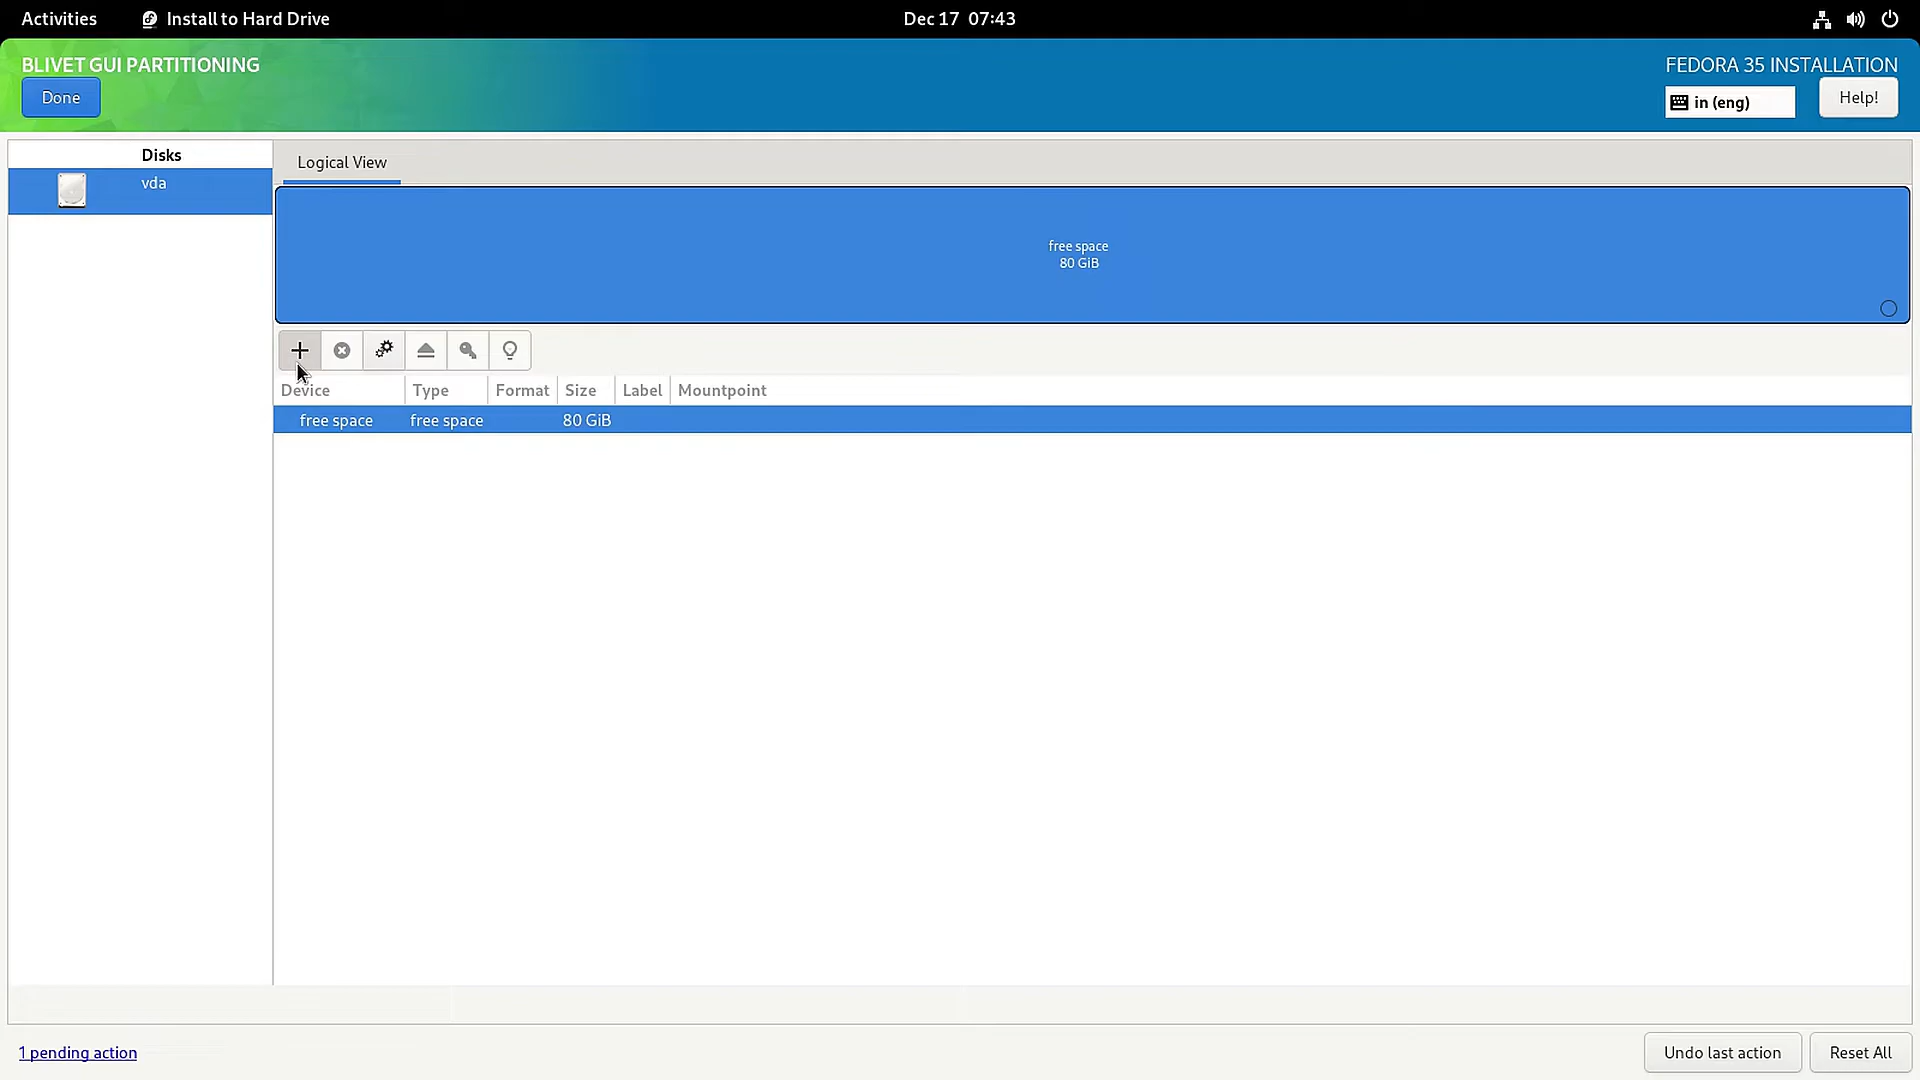 Activities Install to Hard Drive Dec 17 07:43
BLIVET GUI PARTITIONING FEDORA 35 INSTALLATION
Done in (eng) Help!
Disks
vda
Logical View
free space
80 GiB
Device Type Format Size Label Mountpoint
free space free space 80 GiB
1 pending action Undo last action Reset All